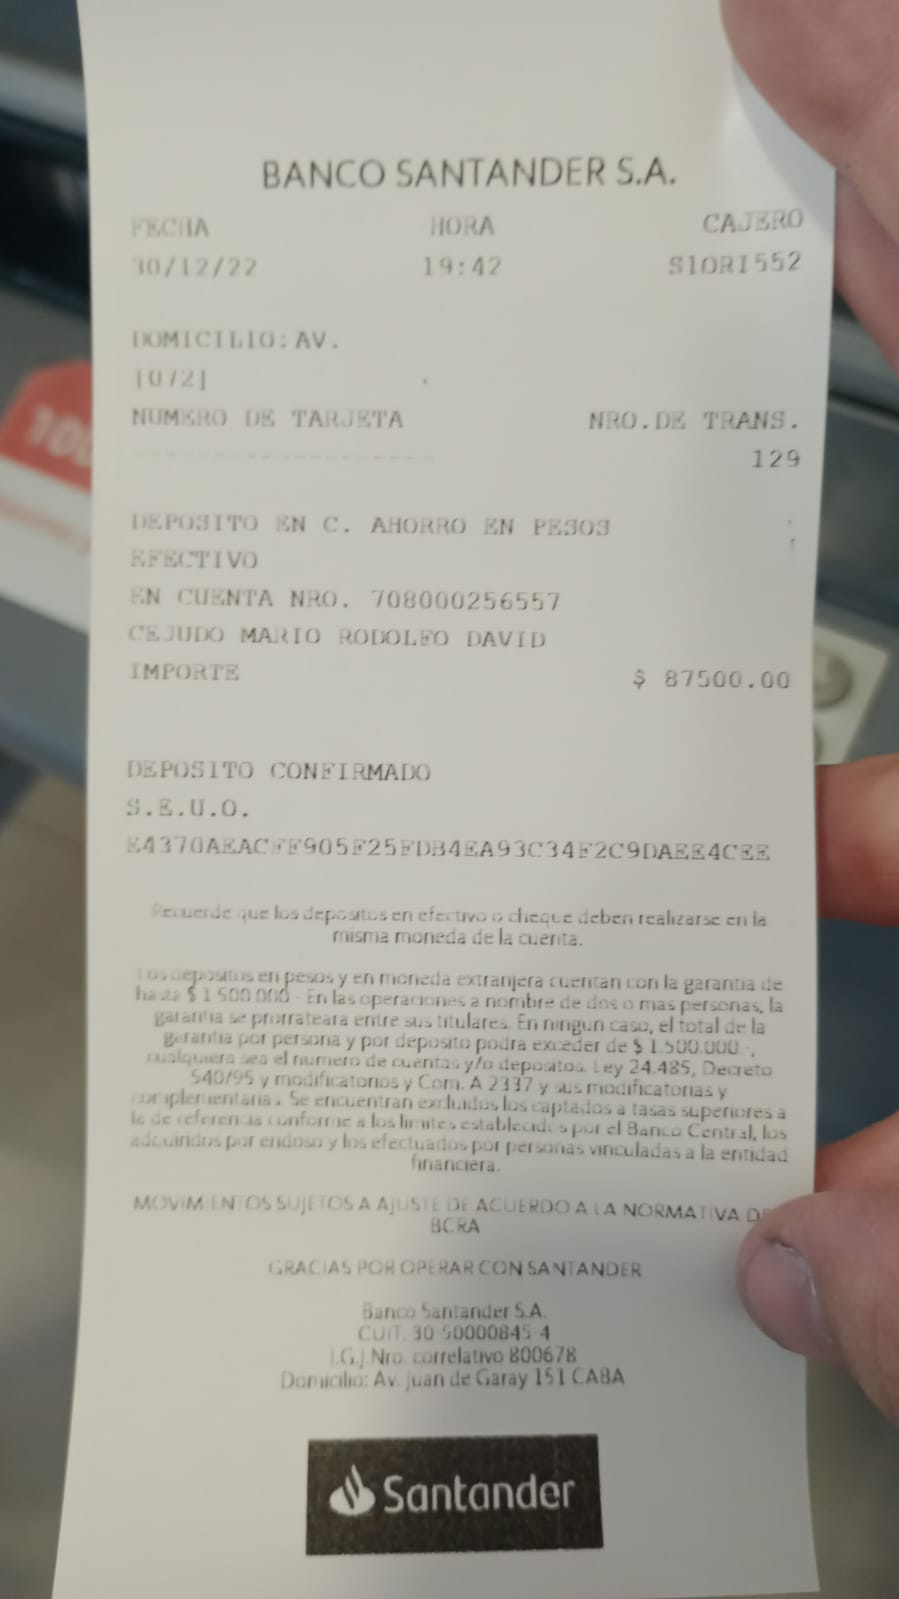 BANCO SANTANDER S.A.
FECHA HORA CAJERO
30/12/22 19:42 S1ORI552
DOMICILIO: AV.
[072]
NUMERO DE TARJETA NRO.DE TRANS.
------------------- 129
DEPOSITO EN C. AHORRO EN PESOS
EFECTIVO
EN CUENTA NRO. 708000256557
CEJUDO MARIO RODOLFO DAVID
IMPORTE $ 87500.00
DEPOSITO CONFIRMADO
S.E.U.O.
E4370AEACFF905F25FDB4EA93C34F2C9DAEE4CEE
Recuerde que los depositos en efectivo o cheque deben realizarse en la
misma moneda de la cuenta.
Los depositos en pesos y en moneda extranjera cuentan con la garantia de
hasta $ 1.500.000 - En las operaciones a nombre de dos o mas personas, la
garantia se prorrateara entre sus titulares. En ningun caso, el total de la
garantia por persona y por deposito podra exceder de $ 1.500.000 -,
cualquiera sea el numero de cuentas y/o depositos. Ley 24.485, Decreto
540/95 y modificatorios y Com. A 2337 y sus modificatorias y
complementarias. Se encuentran excluidos los captados a tasas superiores a
la de referencia conforme a los limites establecidos por el Banco Central, los
adquiridos por endoso y los efectuados por personas vinculadas a la entidad
financiera.
MOVIMIENTOS SUJETOS A AJUSTE DE ACUERDO A LA NORMATIVA DE
BCRA
GRACIAS POR OPERAR CON SANTANDER
Banco Santander S.A.
CUIT. 30-50000845-4
I.G.J.Nro. correlativo 800678
Domicilio: Av. Juan de Garay 151 CABA
Santander